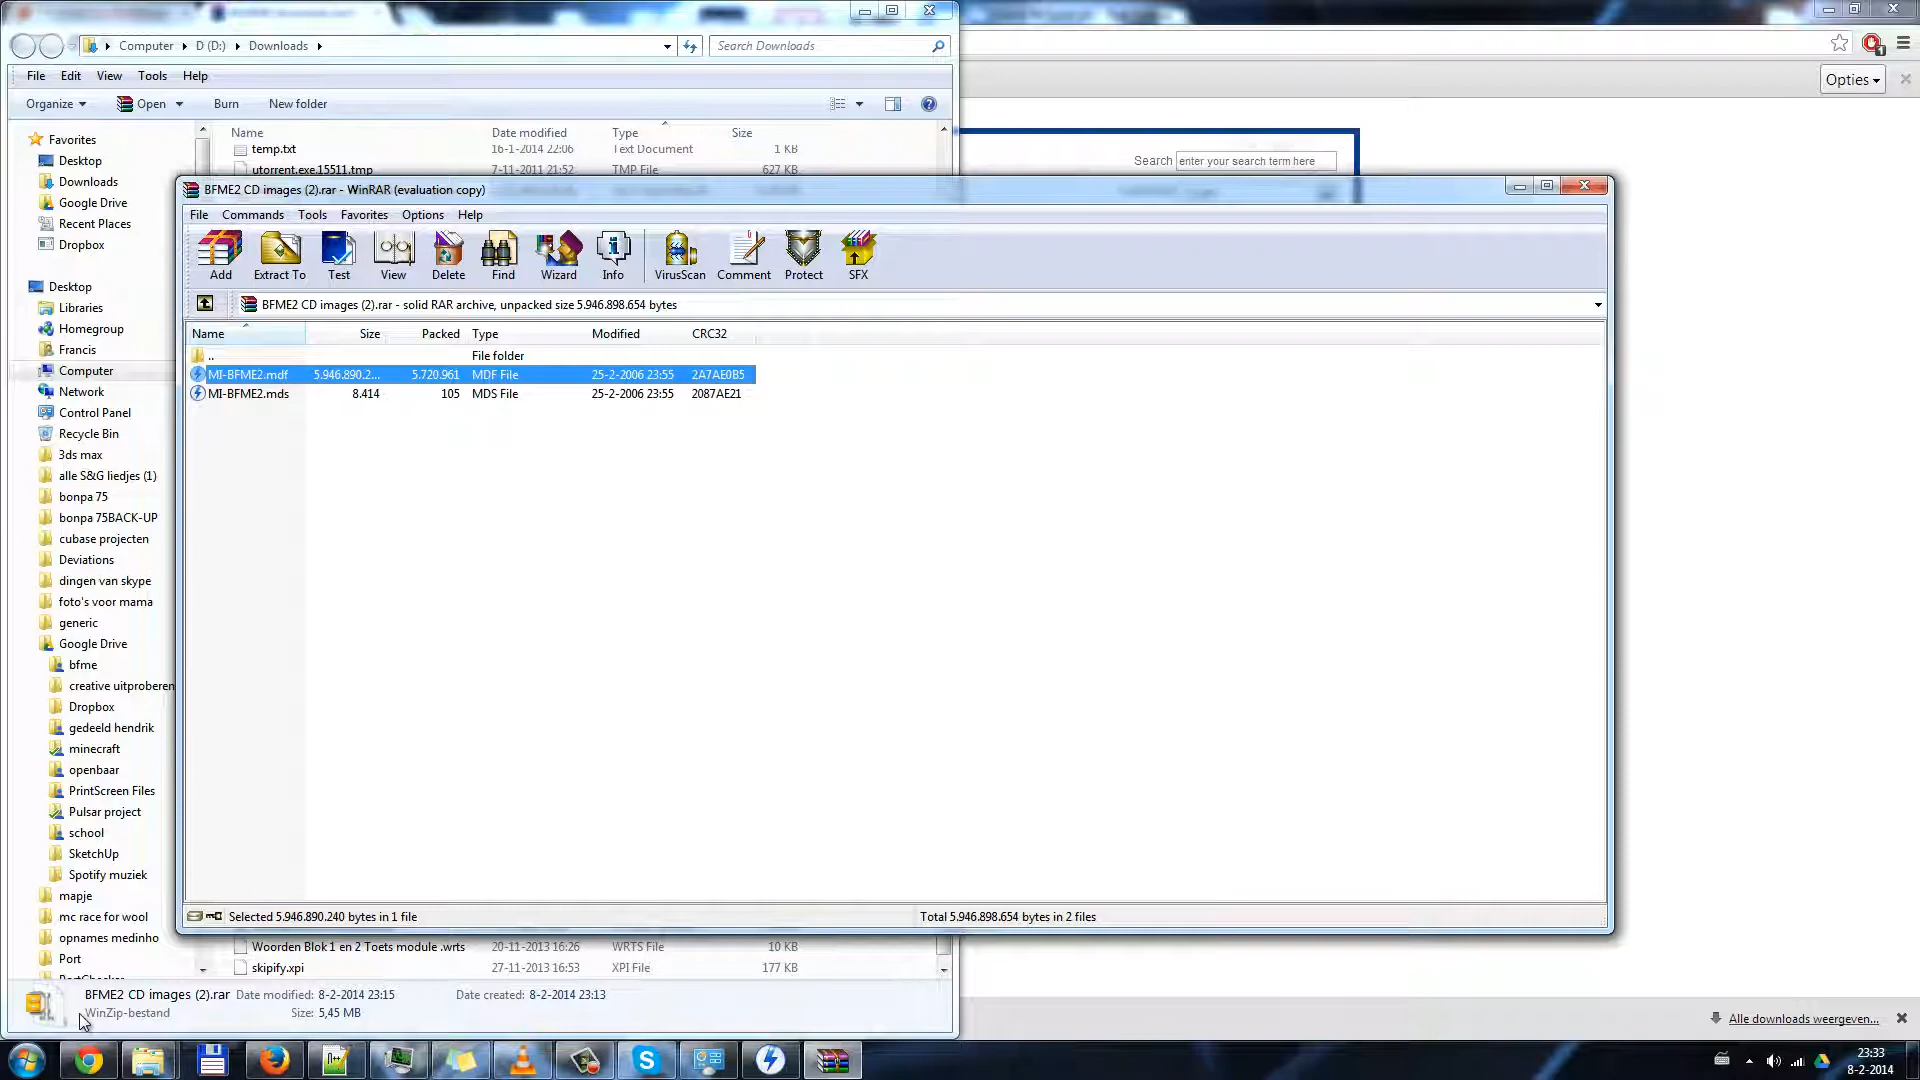 Computer D (D:) Downloads
Search Downloads
File Edit View Tools Help
Opties
Organize Open Burn New folder
Name Date modified Type Size
temp.txt 16-1-2014 22:06 Text Document 1 KB
utorrent.exe.15511.tmp 7-11-2011 21:52 TMP File 627 KB
Search enter your search term here
Favorites
Desktop
Downloads
Google Drive
Recent Places
Dropbox
Desktop
Libraries
Homegroup
Francis
Computer
Network
Control Panel
Recycle Bin
3ds max
alle S&G liedjes (1)
bonpa 75
bonpa 75BACK-UP
cubase projecten
Deviations
dingen van skype
foto's voor mama
generic
Google Drive
bfme
creative uitproberen
Dropbox
gedeeld hendrik
minecraft
openbaar
PrintScreen Files
Pulsar project
school
SketchUp
Spotify muziek
mapje
mc race for wool
opnames medinho
Port
BFME2 CD images (2).rar - WinRAR (evaluation copy)
File Commands Tools Favorites Options Help
Add Extract To Test View Delete Find Wizard Info VirusScan Comment Protect SFX
BFME2 CD images (2).rar - solid RAR archive, unpacked size 5.946.898.654 bytes
Name Size Packed Type Modified CRC32
.. File folder
MI-BFME2.mdf 5.946.890.2... 5.720.961 MDF File 25-2-2006 23:55 2A7AE0B5
MI-BFME2.mds 8.414 105 MDS File 25-2-2006 23:55 2087AE21
Selected 5.946.890.240 bytes in 1 file Total 5.946.898.654 bytes in 2 files
Woorden Blok 1 en 2 Toets module .wrts 20-11-2013 16:26 WRTS File 10 KB
skipify.xpi 27-11-2013 16:53 XPI File 177 KB
BFME2 CD images (2).rar Date modified: 8-2-2014 23:15 Date created: 8-2-2014 23:13
WinZip-bestand Size: 5,45 MB
Alle downloads weergeven...
23:33
8-2-2014